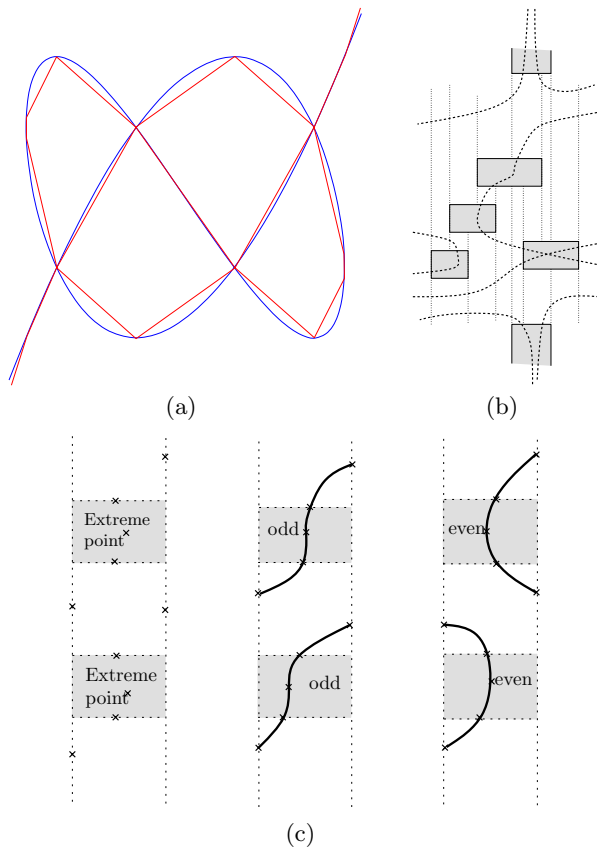 (a)
(b)
Extreme
point
odd
even
Extreme
point
odd
even
(c)